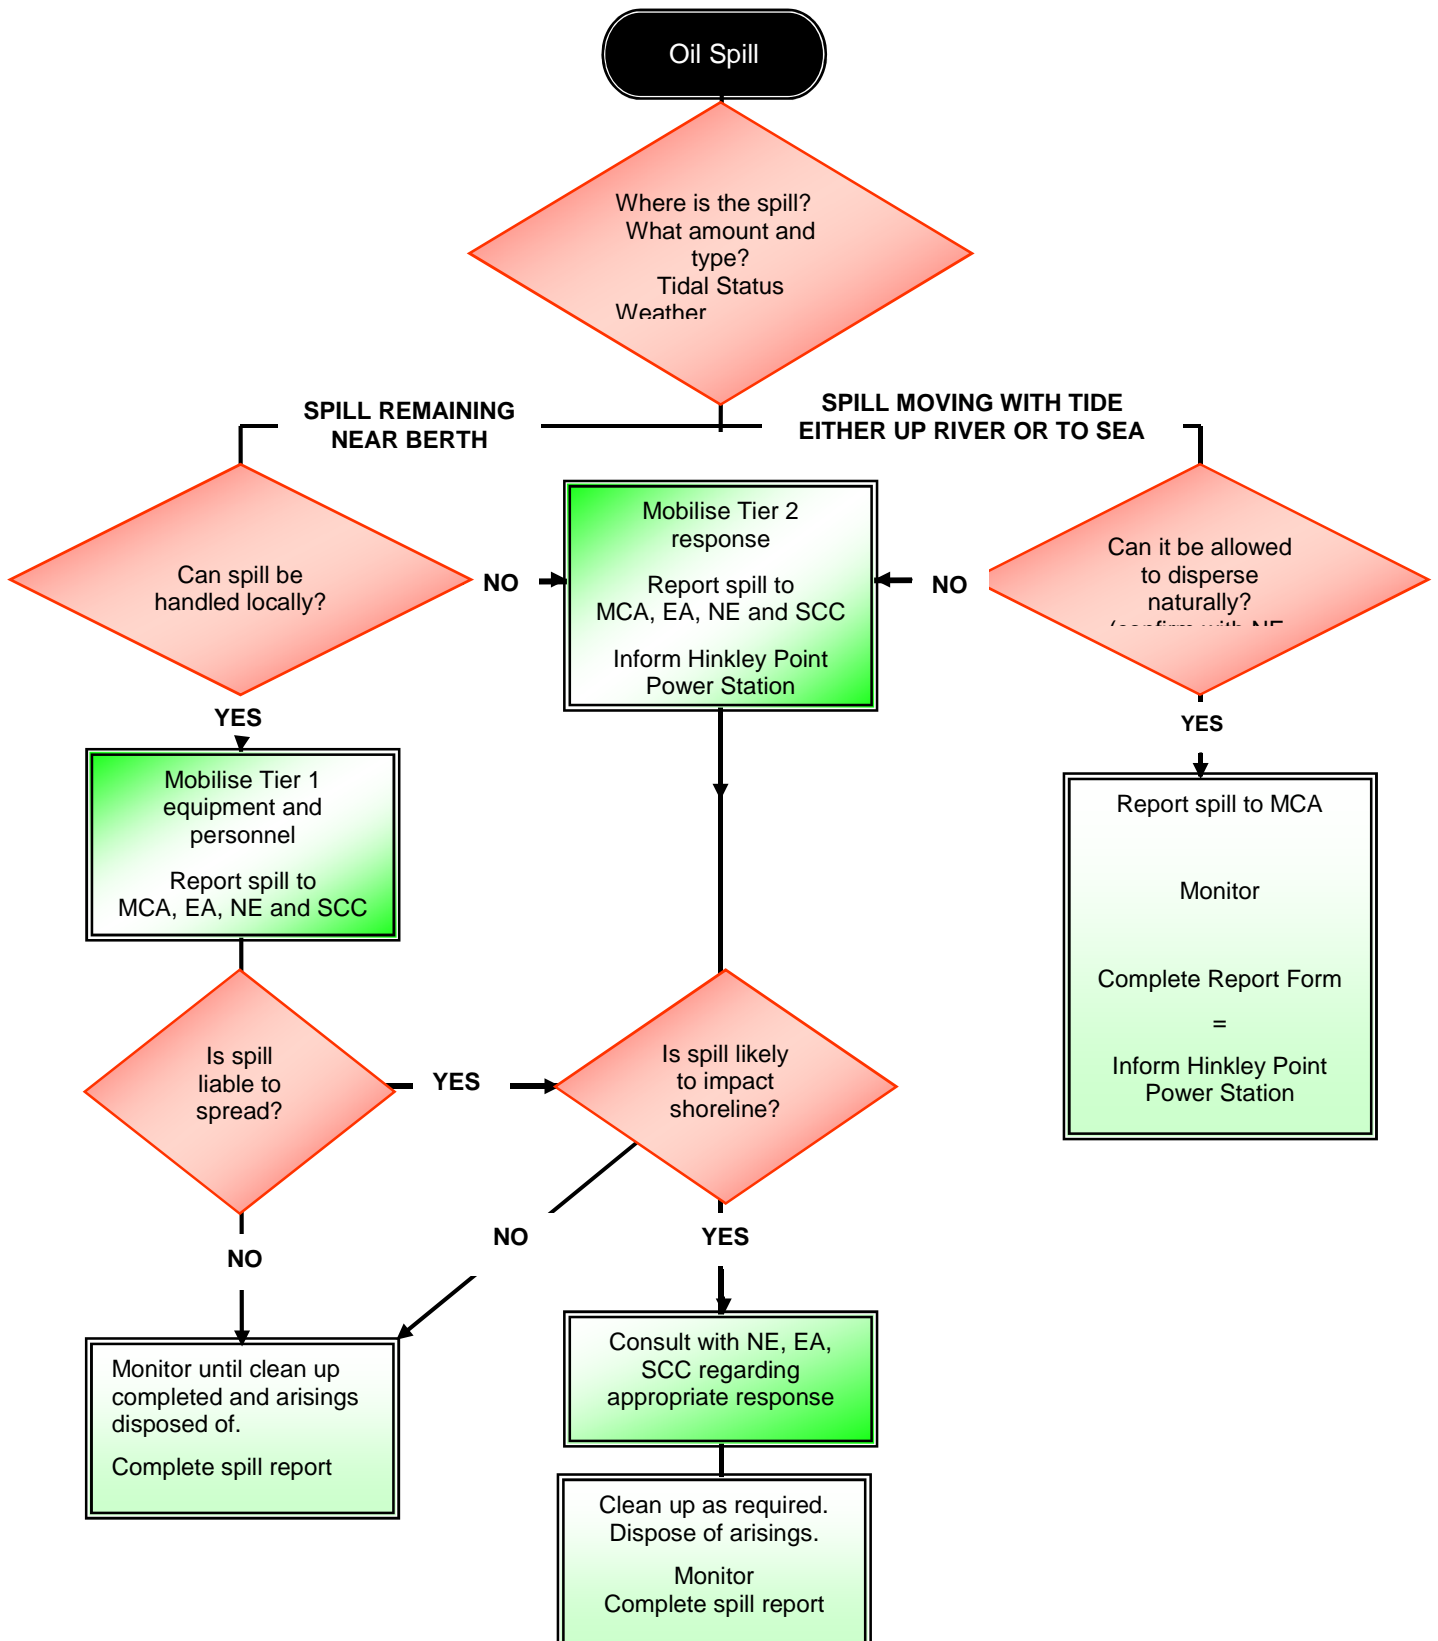 Oil Spill
Where is the spill?
What amount and
type?
Tidal Status
Weather
SPILL REMAINING
NEAR BERTH
SPILL MOVING WITH TIDE
EITHER UP RIVER OR TO SEA
Can spill be
handled locally?
NO
Mobilise Tier 2
response
Report spill to
MCA, EA, NE and SCC
Inform Hinkley Point
Power Station
NO
Can it be allowed
to disperse
naturally?
(confirm with NE
YES
YES
Mobilise Tier 1
equipment and
personnel
Report spill to
MCA, EA, NE and SCC
Report spill to MCA
Monitor
Complete Report Form
=
Inform Hinkley Point
Power Station
Is spill
liable to
spread?
YES
Is spill likely
to impact
shoreline?
NO
NO
YES
Monitor until clean up
completed and arisings
disposed of.
Complete spill report
Consult with NE, EA,
SCC regarding
appropriate response
Clean up as required.
Dispose of arisings.
Monitor
Complete spill report